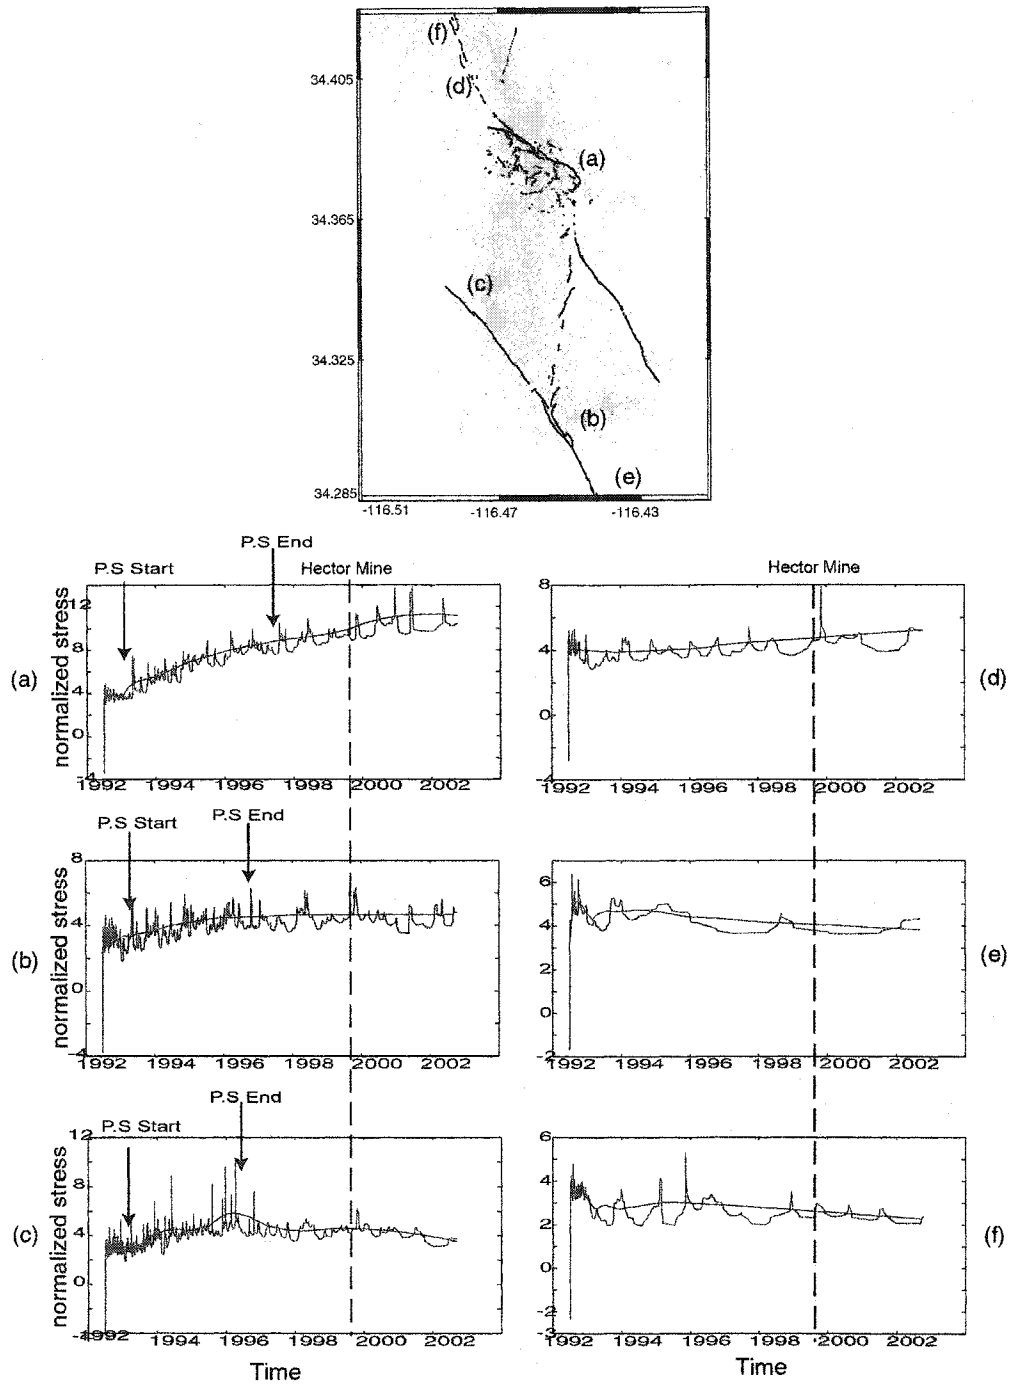 (f)
34.405
(d)
(a)
34.365
(c)
34.325
(b)
(e)
34.285
-116.51 -116.47 -116.43
P.S Start P.S End Hector Mine
(a) normalized stress
12
8
4
0
-4
1992 1994 1996 1998 2000 2002
Hector Mine
8
4
0
-4
1992 1994 1996 1998 2000 2002
(d)
P.S Start P.S End
(b) normalized stress
8
4
0
-4
1992 1994 1996 1998 2000 2002
6
4
2
0
-2
1992 1994 1996 1998 2000 2002
(e)
P.S Start P.S End
(c) normalized stress
12
8
4
0
1992 1994 1996 1998 2000 2002
Time
6
4
2
0
-2
-3
1992 1994 1996 1998 2000 2002
(f)
Time